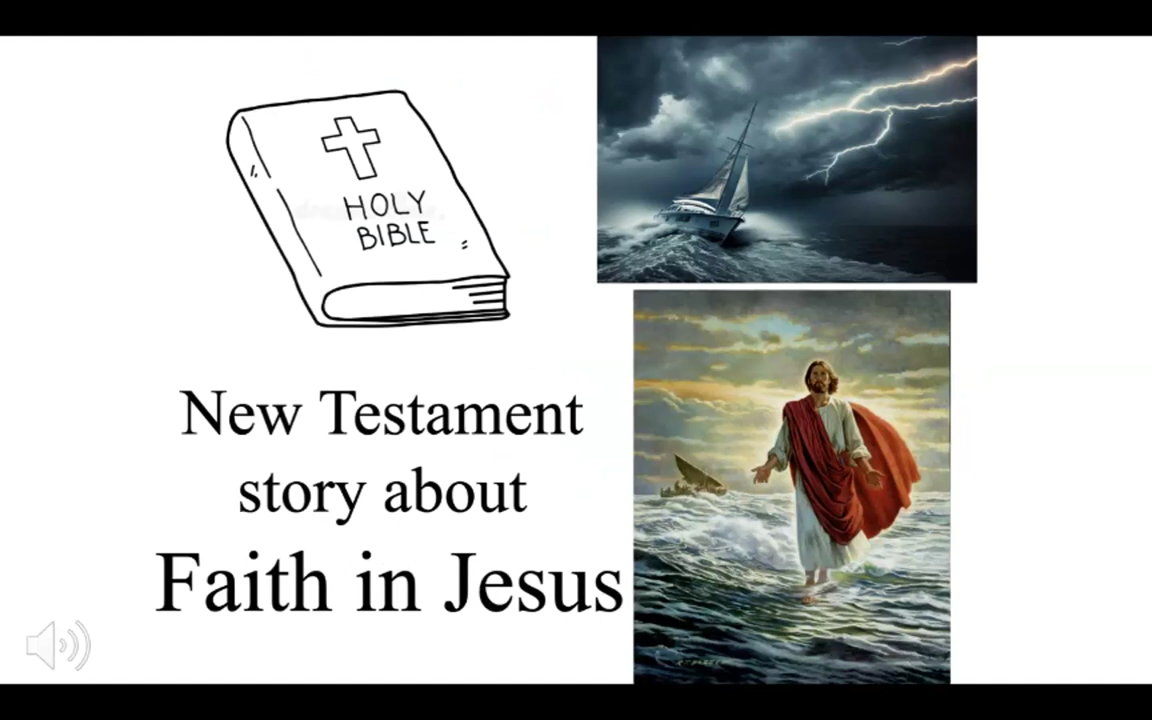 HOLY
BIBLE
New Testament
story about
Faith in Jesus